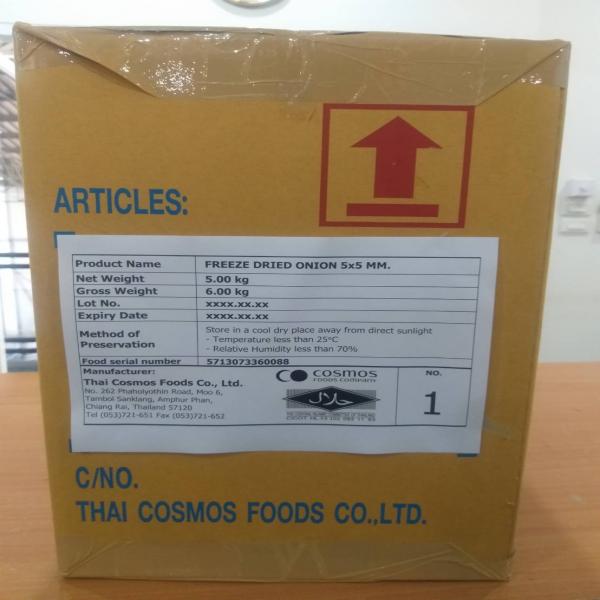 ARTICLES:
Product Name FREEZE DRIED ONION 5x5 MM.
Net Weight 5.00 kg
Gross Weight 6.00 kg
Lot No. xxxx.xx.xx
Expiry Date xxxx.xx.xx
Method of Preservation Store in a cool dry place away from direct sunlight
- Temperature less than 25°C
- Relative Humidity less than 70%
Food serial number 5713073360088
Manufacturer:
Thai Cosmos Foods Co., Ltd.
No. 262 Phaholyothin Road, Moo 6,
Tambol Sanklang, Amphur Phan,
Chiang Rai, Thailand 57120
Tel (053)721-651 Fax (053)721-652
COSMOS
FOODS COMPANY
حلال
NO.
1
C/NO.
THAI COSMOS FOODS CO.,LTD.